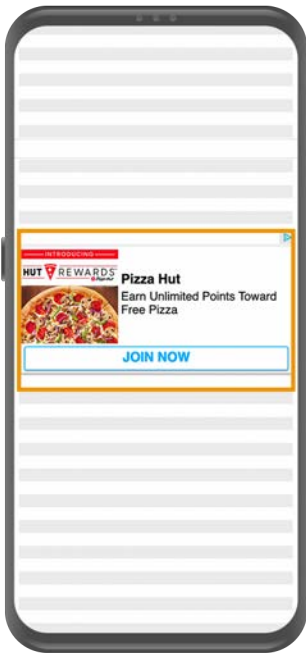 INTRODUCING
HUT REWARDS
Pizza Hut
Earn Unlimited Points Toward
Free Pizza
JOIN NOW